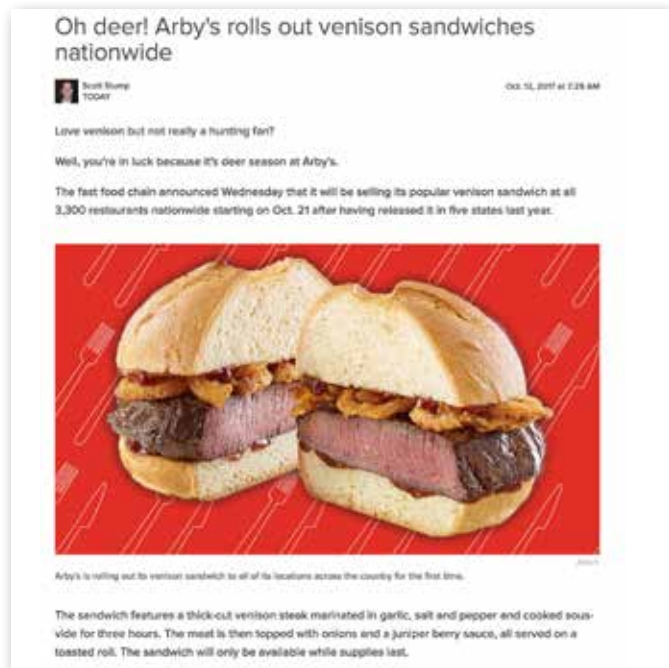 Oh deer! Arby's rolls out venison sandwiches
nationwide
Scott Stump
TODAY
Oct. 12, 2017 at 7:25 AM
Love venison but not really a hunting fan?
Well, you're in luck because it's deer season at Arby's.
The fast food chain announced Wednesday that it will be selling its popular venison sandwich at all
3,300 restaurants nationwide starting on Oct. 21 after having released it in five states last year.
Arby's is rolling out its venison sandwich to all of its locations across the country for the first time.
The sandwich features a thick-cut venison steak marinated in garlic, salt and pepper and cooked sous-
vide for three hours. The meat is then topped with onions and a juniper berry sauce, all served on a
toasted roll. The sandwich will only be available while supplies last.